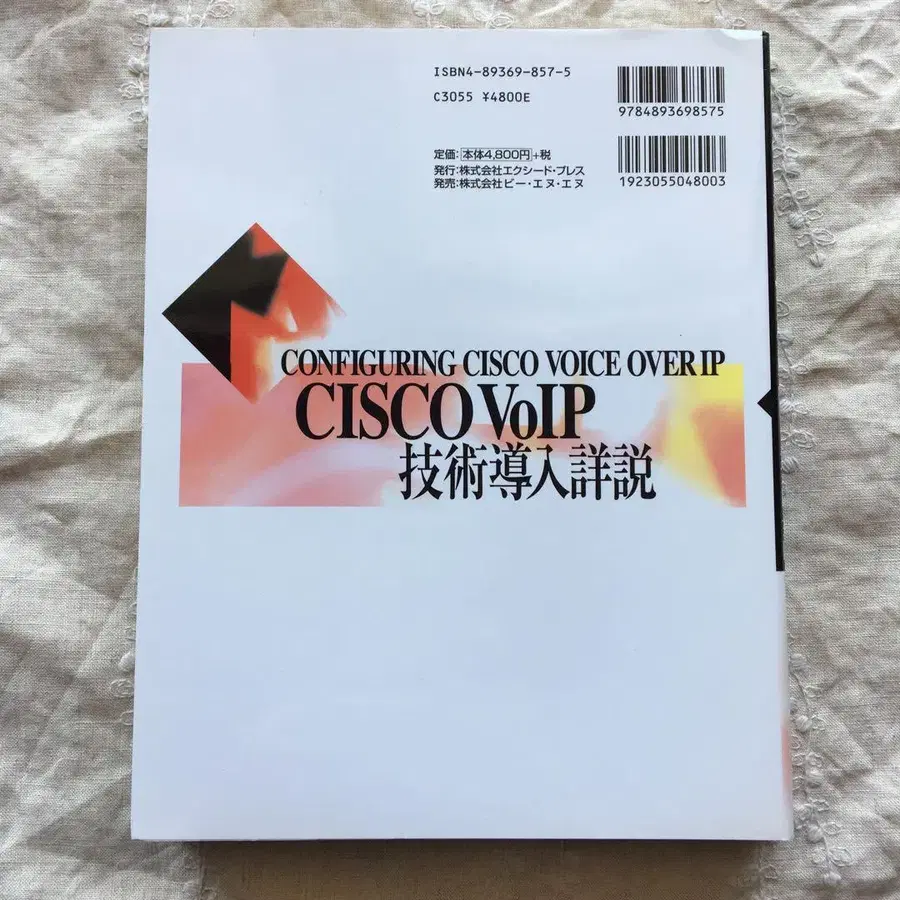 ISBN4-89369-857-5
C3055 ¥4800E
9784893698575
定価:本体4,800円+税
発行:株式会社エクシード・プレス
発売:株式会社ビー・エヌ・エヌ
1923055048003
CONFIGURING CISCO VOICE OVER IP
CISCO VoIP
技術導入詳説